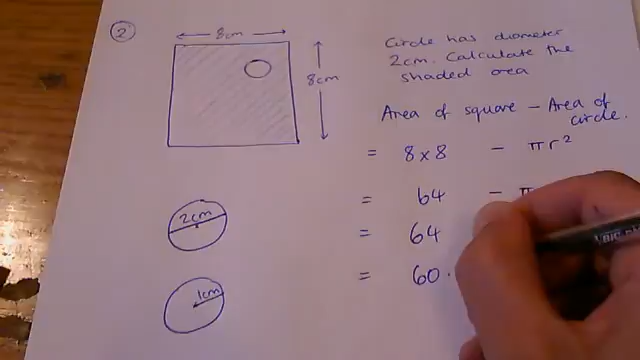 2
8cm
Circle has diameter
2cm. Calculate the
shaded area
8cm
Area of square - Area of
circle.
= 8 x 8 - πr²
2cm
= 64 - π
= 64
1cm
= 60.